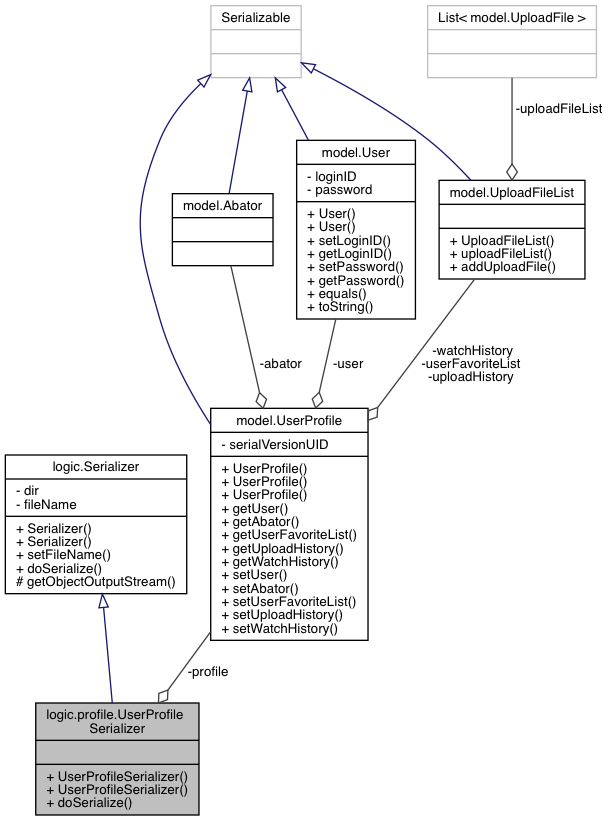 Serializable
List< model.UploadFile >
-uploadFileList
model.User
- loginID
- password
+ User()
+ User()
+ setLoginID()
+ getLoginID()
+ setPassword()
+ getPassword()
+ equals()
+ toString()
model.Abator
model.UploadFileList
+ UploadFileList()
+ uploadFileList()
+ addUploadFile()
-abator
-user
-watchHistory
-userFavoriteList
-uploadHistory
model.UserProfile
- serialVersionUID
+ UserProfile()
+ UserProfile()
+ UserProfile()
+ getUser()
+ getAbator()
+ getUserFavoriteList()
+ getUploadHistory()
+ getWatchHistory()
+ setUser()
+ setAbator()
+ setUserFavoriteList()
+ setUploadHistory()
+ setWatchHistory()
logic.Serializer
- dir
- fileName
+ Serializer()
+ Serializer()
+ setFileName()
+ doSerialize()
# getObjectOutputStream()
-profile
logic.profile.UserProfile
Serializer
+ UserProfileSerializer()
+ UserProfileSerializer()
+ doSerialize()